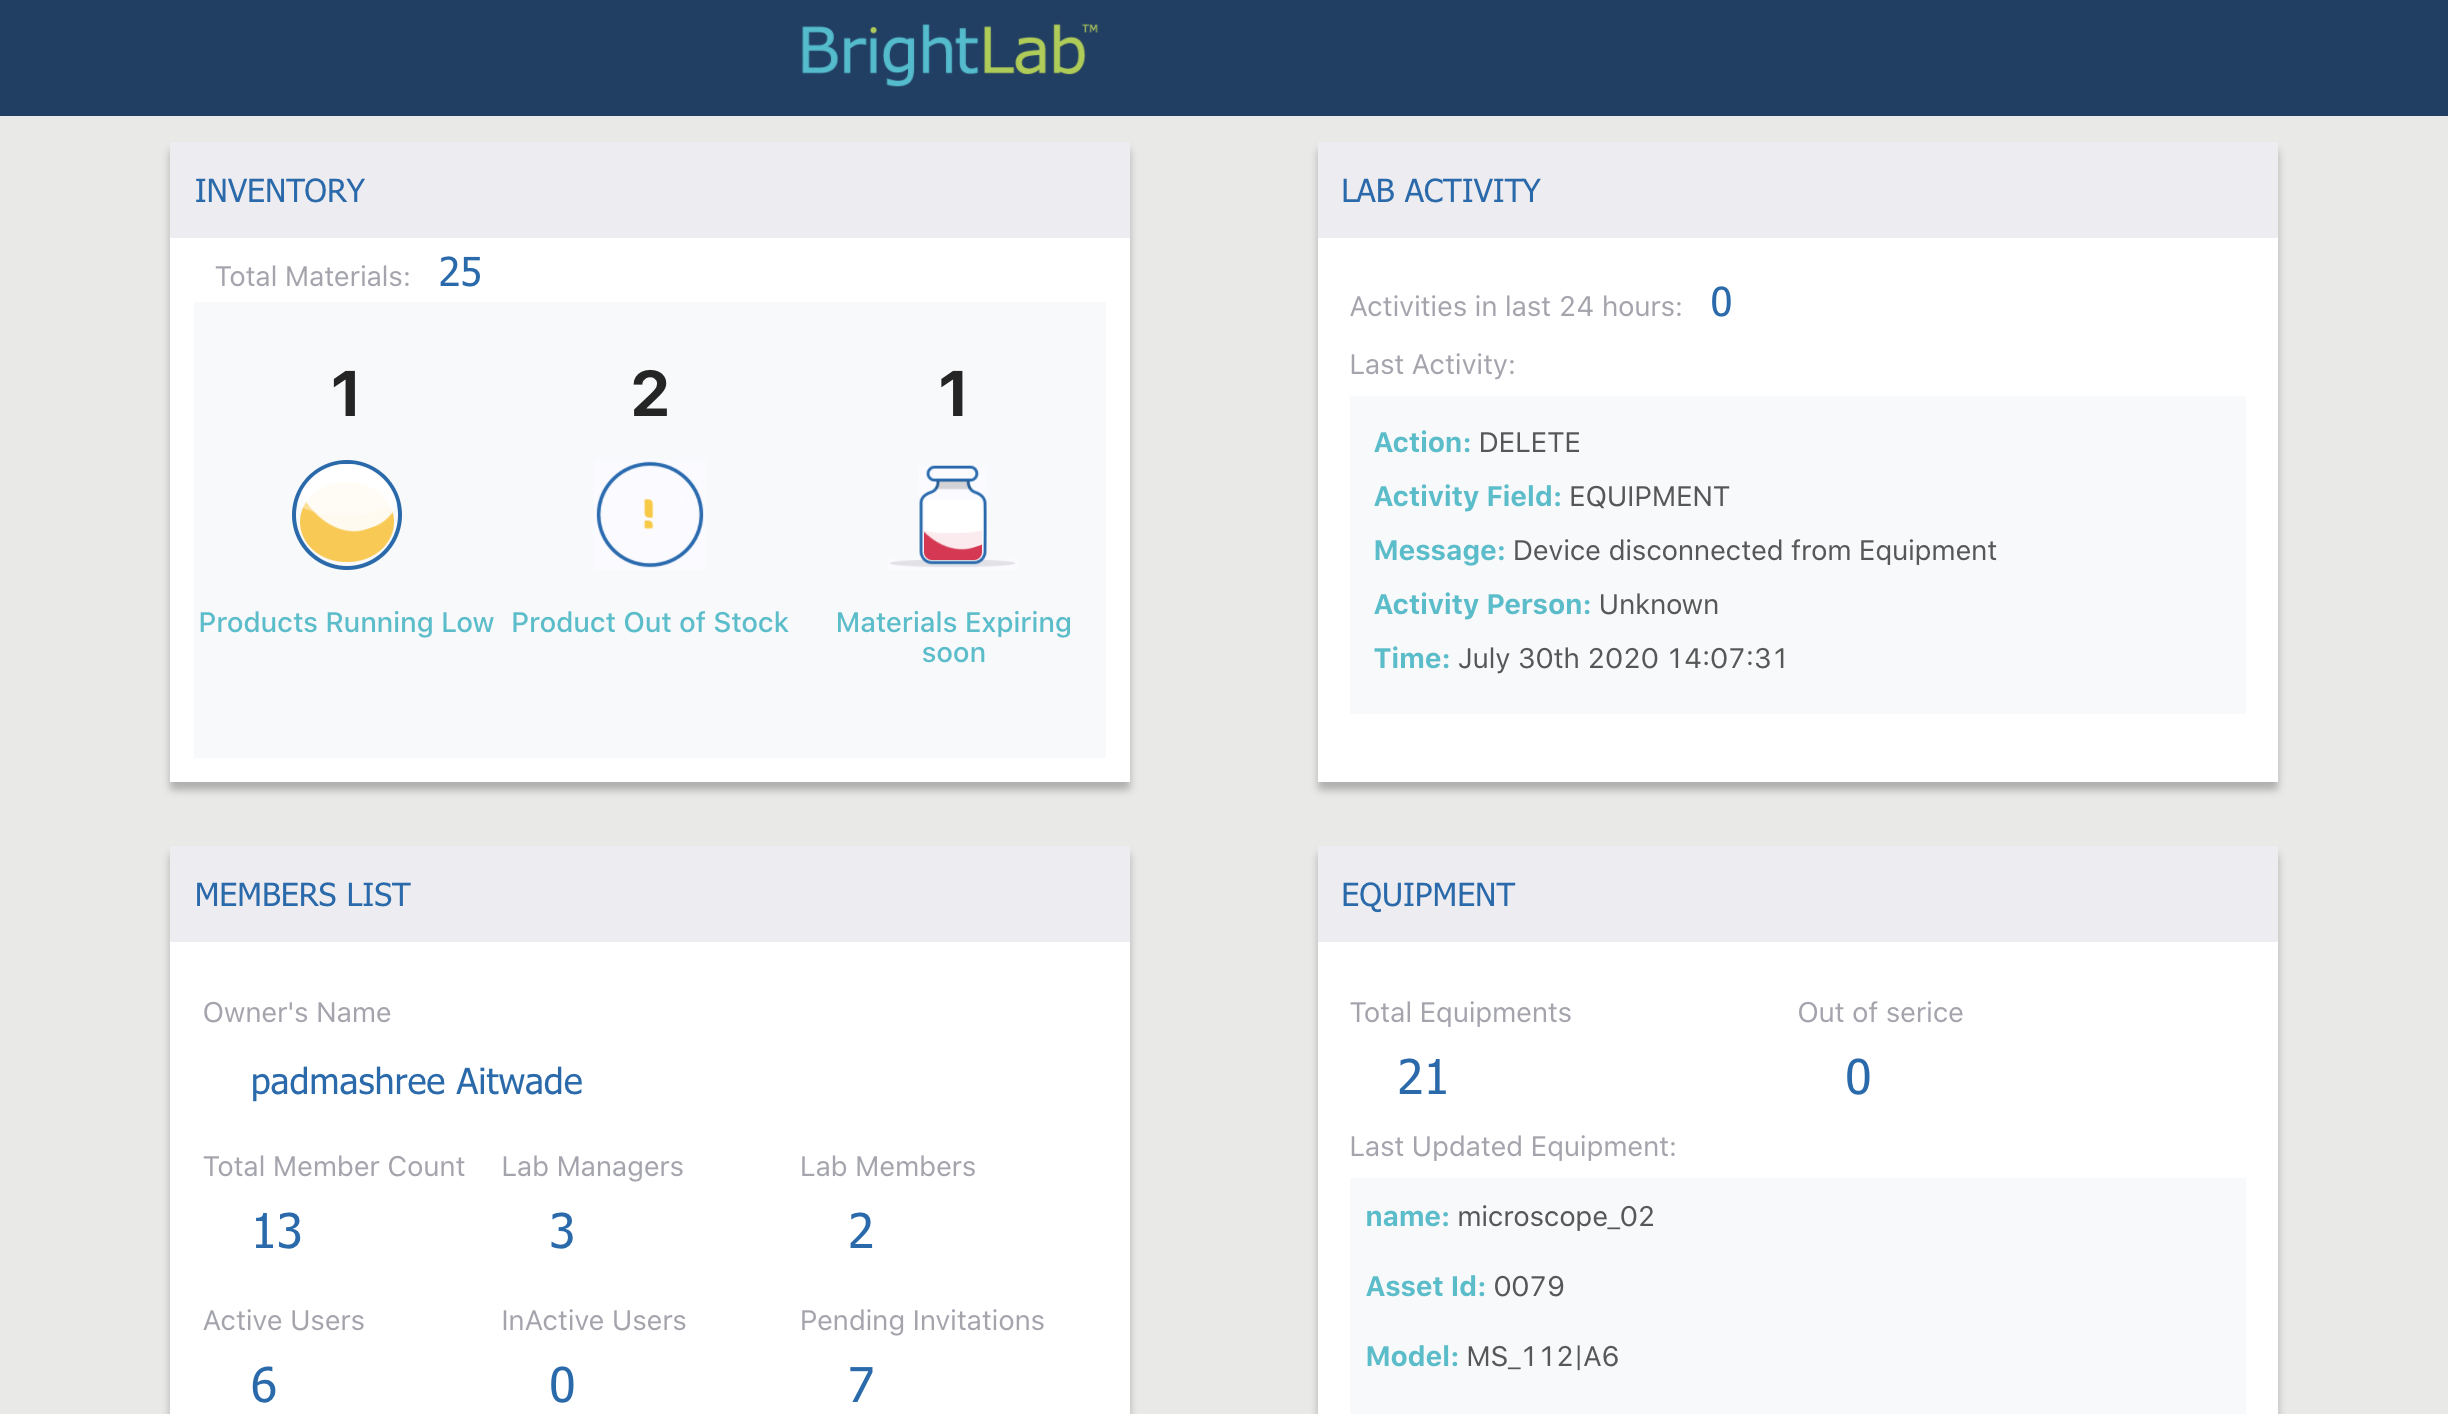 BrightLab™
INVENTORY
Total Materials: 25
1
2
1
Products Running Low
Product Out of Stock
Materials Expiring
soon
LAB ACTIVITY
Activities in last 24 hours: 0
Last Activity:
Action: DELETE
Activity Field: EQUIPMENT
Message: Device disconnected from Equipment
Activity Person: Unknown
Time: July 30th 2020 14:07:31
MEMBERS LIST
Owner's Name
padmashree Aitwade
Total Member Count
Lab Managers
Lab Members
13
3
2
Active Users
InActive Users
Pending Invitations
6
0
7
EQUIPMENT
Total Equipments
Out of serice
21
0
Last Updated Equipment:
name: microscope_02
Asset Id: 0079
Model: MS_112|A6